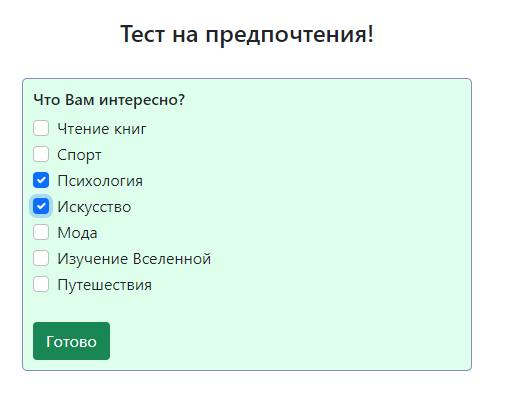 Тест на предпочтения!
Что Вам интересно?
Чтение книг
Спорт
Психология
Искусство
Мода
Изучение Вселенной
Путешествия
Готово